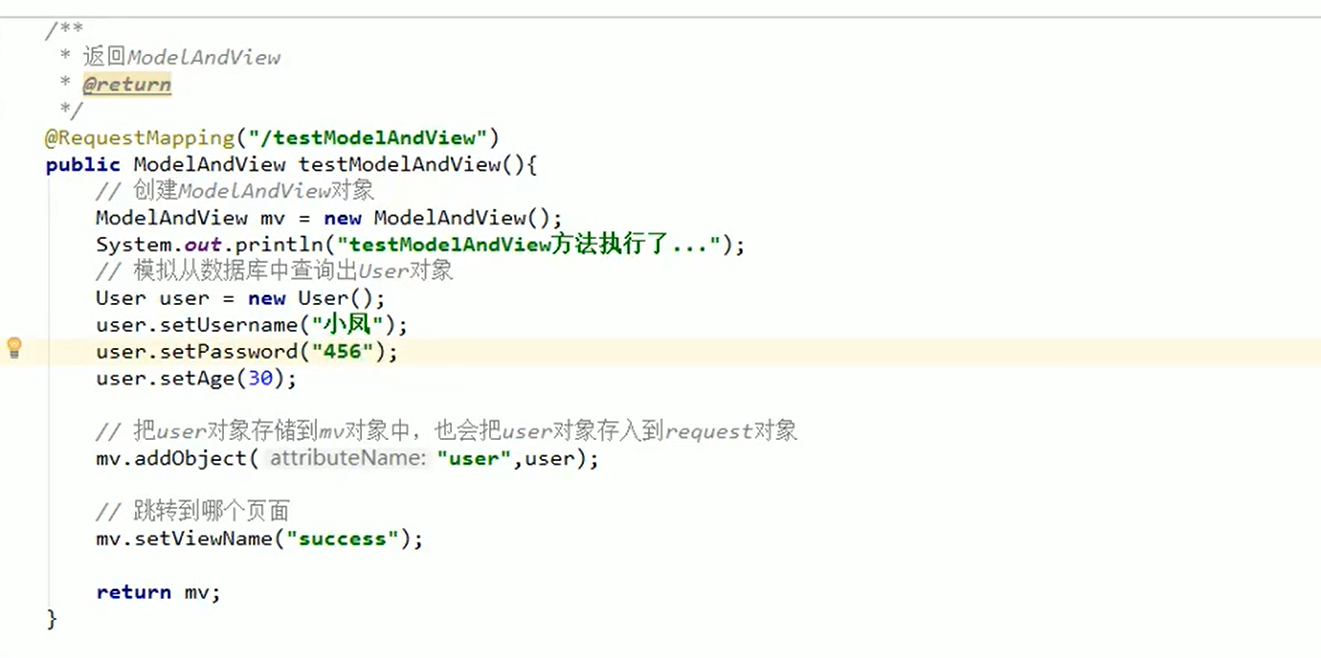 /**
 * 返回ModelAndView
 * @return
 */
@RequestMapping("/testModelAndView")
public ModelAndView testModelAndView(){
// 创建ModelAndView对象
ModelAndView mv = new ModelAndView();
System.out.println("testModelAndView方法执行了...");
// 模拟从数据库中查询出User对象
User user = new User();
user.setUsername("小凤");
user.setPassword("456");
user.setAge(30);
// 把user对象存储到mv对象中，也会把user对象存入到request对象
mv.addObject( attributeName: "user",user);
// 跳转到哪个页面
mv.setViewName("success");
return mv;
}